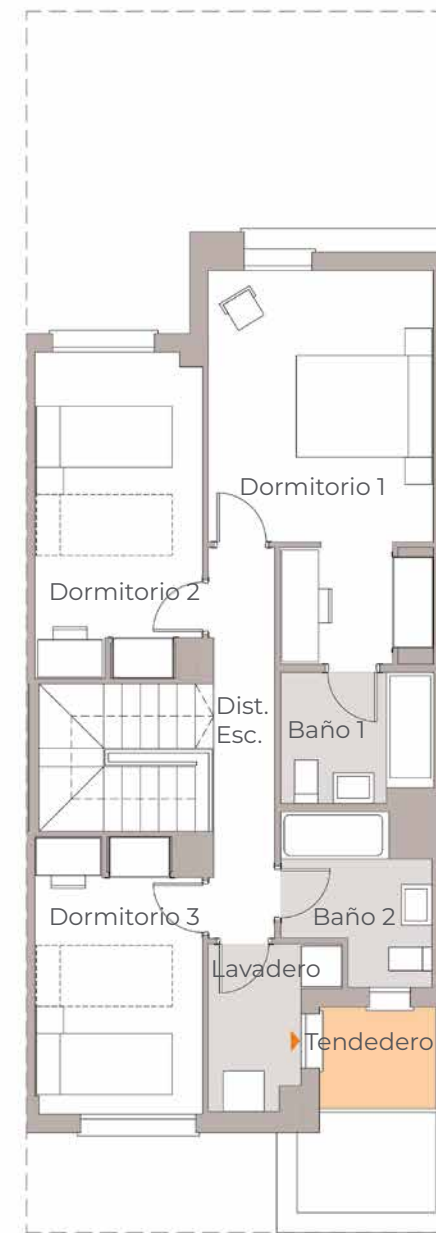 Dormitorio 1
Dormitorio 2
Dist.
Esc.
Baño 1
Dormitorio 3
Baño 2
Lavadero
Tendedero